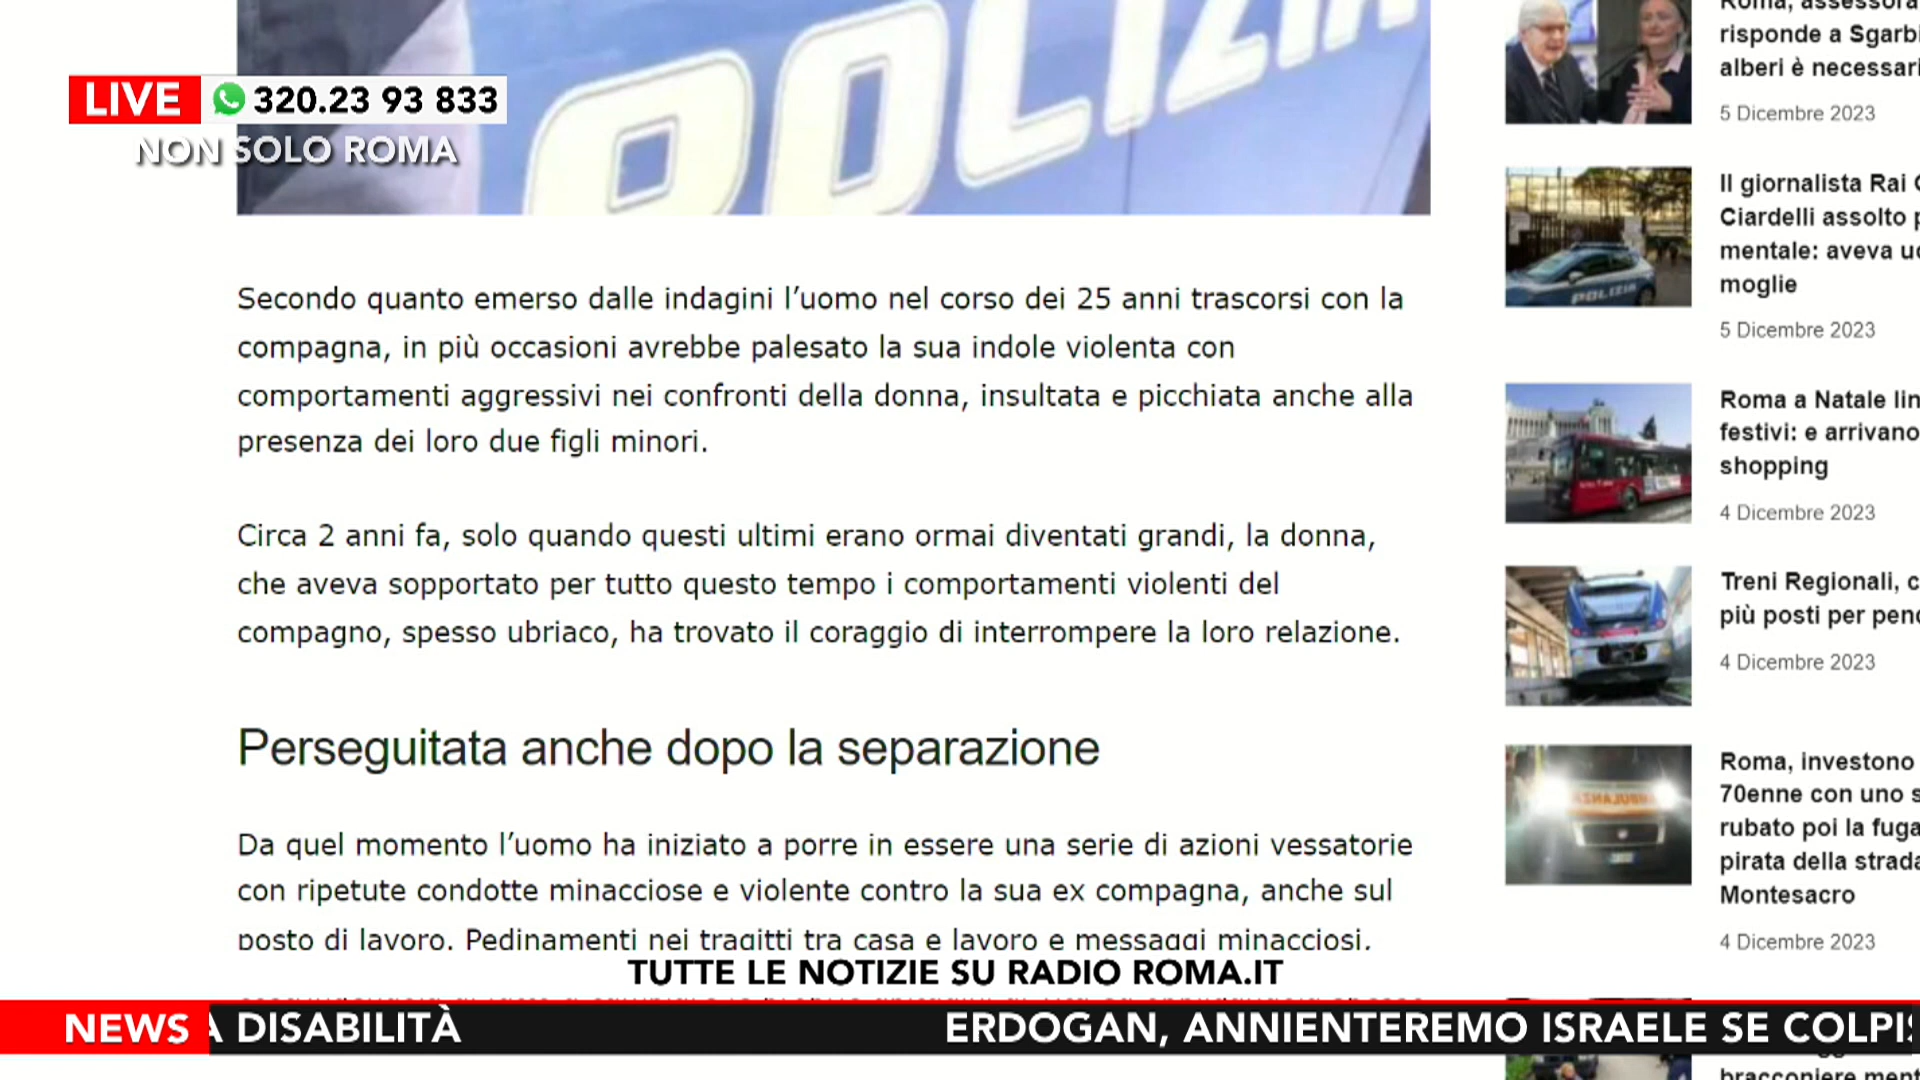 LIVE 320.23 93 833
NON SOLO ROMA
POLIZIA
Secondo quanto emerso dalle indagini l’uomo nel corso dei 25 anni trascorsi con la
compagna, in più occasioni avrebbe palesato la sua indole violenta con
comportamenti aggressivi nei confronti della donna, insultata e picchiata anche alla
presenza dei loro due figli minori.
Circa 2 anni fa, solo quando questi ultimi erano ormai diventati grandi, la donna,
che aveva sopportato per tutto questo tempo i comportamenti violenti del
compagno, spesso ubriaco, ha trovato il coraggio di interrompere la loro relazione.
Perseguitata anche dopo la separazione
Da quel momento l’uomo ha iniziato a porre in essere una serie di azioni vessatorie
con ripetute condotte minacciose e violente contro la sua ex compagna, anche sul
posto di lavoro. Pedinamenti nei tragitti tra casa e lavoro e messaggi minacciosi.
Roma, assessora
risponde a Sgarbi
alberi è necessari
5 Dicembre 2023
POLIZIA
Il giornalista Rai
Ciardelli assolto p
mentale: aveva uc
moglie
5 Dicembre 2023
Roma a Natale lin
festivi: e arrivano
shopping
4 Dicembre 2023
Treni Regionali, c
più posti per pend
4 Dicembre 2023
AMBULANZA
Roma, investono
70enne con uno s
rubato poi la fuga
pirata della strada
Montesacro
4 Dicembre 2023
bracconiere ment
TUTTE LE NOTIZIE SU RADIO ROMA.IT
NEWS A DISABILITÀ ERDOGAN, ANNIENTEREMO ISRAELE SE COLPIS